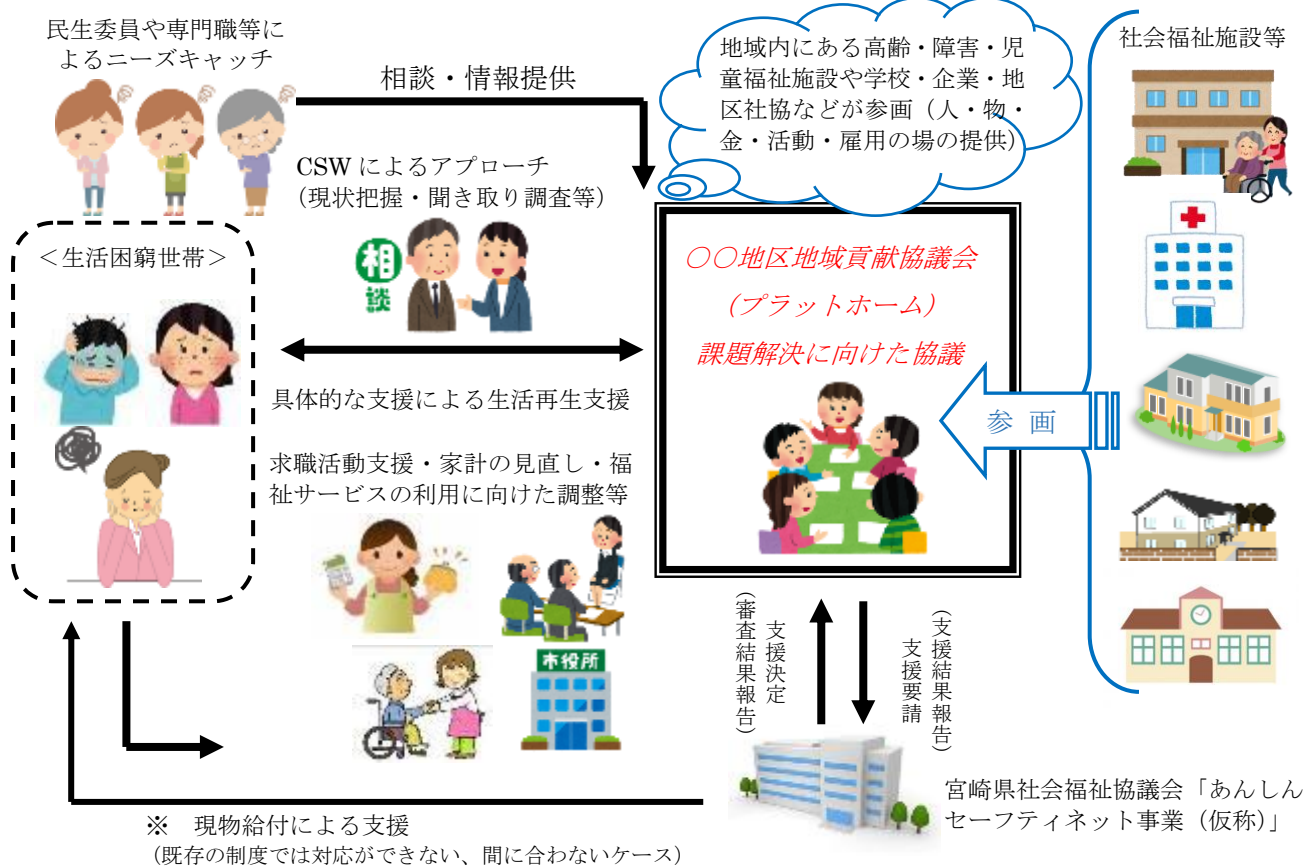 民生委員や専門職等に
よるニーズキャッチ
相談・情報提供
地域内にある高齢・障害・児
童福祉施設や学校・企業・地
区社協などが参画（人・物・
金・活動・雇用の場の提供）
社会福祉施設等
CSWによるアプローチ
（現状把握・聞き取り調査等）
＜生活困窮世帯＞
相
談
〇〇地区地域貢献協議会
（プラットホーム）
課題解決に向けた協議
参 画
具体的な支援による生活再生支援
求職活動支援・家計の見直し・福
祉サービスの利用に向けた調整等
市役所
支援決定
（審査結果報告）
（支援結果報告）
支援要請
宮崎県社会福祉協議会「あんしん
セーフティネット事業（仮称）」
※　現物給付による支援
（既存の制度では対応ができない、間に合わないケース）